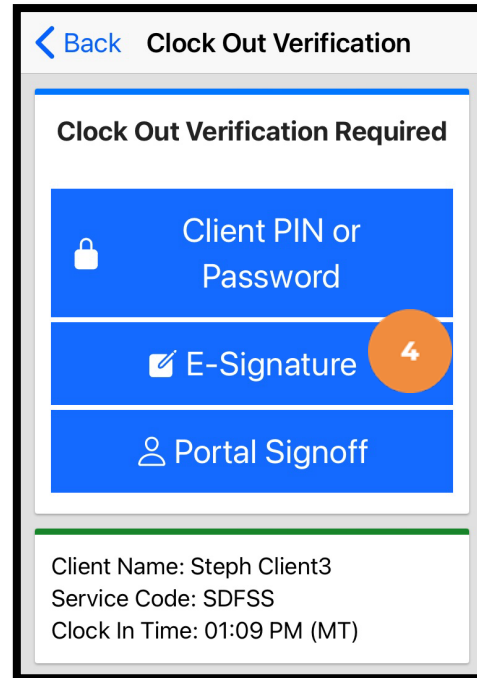 Back Clock Out Verification
Clock Out Verification Required
Client PIN or
Password
E-Signature
4
Portal Signoff
Client Name: Steph Client3
Service Code: SDFSS
Clock In Time: 01:09 PM (MT)